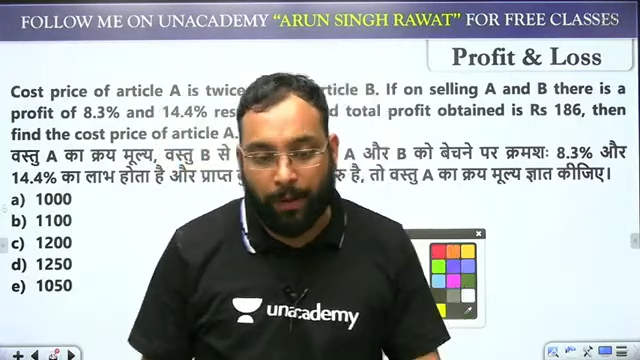 FOLLOW ME ON UNACADEMY “ARUN SINGH RAWAT” FOR FREE CLASSES
Profit & Loss
Cost price of article A is twice article B. If on selling A and B there is a
profit of 8.3% and 14.4% total profit obtained is Rs 186, then
find the cost price of article A.
वस्तु A का क्रय मूल्य, वस्तु B से A और B को बेचने पर क्रमशः 8.3% और
14.4% का लाभ होता है और प्राप्त है, तो वस्तु A का क्रय मूल्य ज्ञात कीजिए।
a) 1000
b) 1100
c) 1200
d) 1250
e) 1050
unacademy